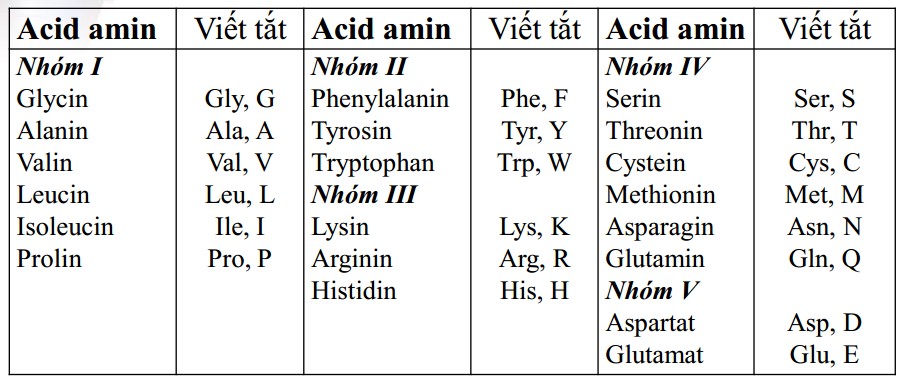 Acid amin Viết tắt Acid amin Viết tắt Acid amin Viết tắt
Nhóm I Nhóm II Nhóm IV
Glycin Gly, G Phenylalanin Phe, F Serin Ser, S
Alanin Ala, A Tyrosin Tyr, Y Threonin Thr, T
Valin Val, V Tryptophan Trp, W Cystein Cys, C
Leucin Leu, L Nhóm III Methionin Met, M
Isoleucin Ile, I Lysin Lys, K Asparagin Asn, N
Prolin Pro, P Arginin Arg, R Glutamin Gln, Q
Histidin His, H Nhóm V
Aspartat Asp, D
Glutamat Glu, E